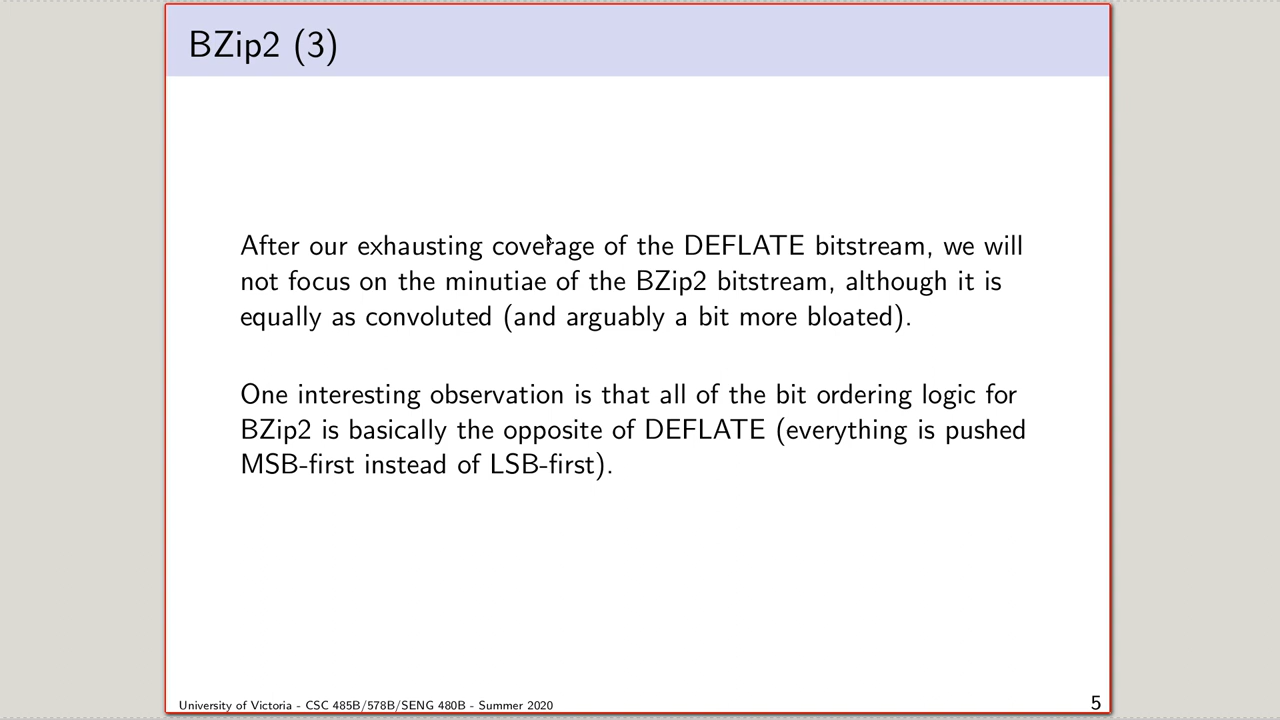 BZip2 (3)
After our exhausting coverage of the DEFLATE bitstream, we will
not focus on the minutiae of the BZip2 bitstream, although it is
equally as convoluted (and arguably a bit more bloated).
One interesting observation is that all of the bit ordering logic for
BZip2 is basically the opposite of DEFLATE (everything is pushed
MSB-first instead of LSB-first).
University of Victoria - CSC 485B/578B/SENG 480B - Summer 2020
5